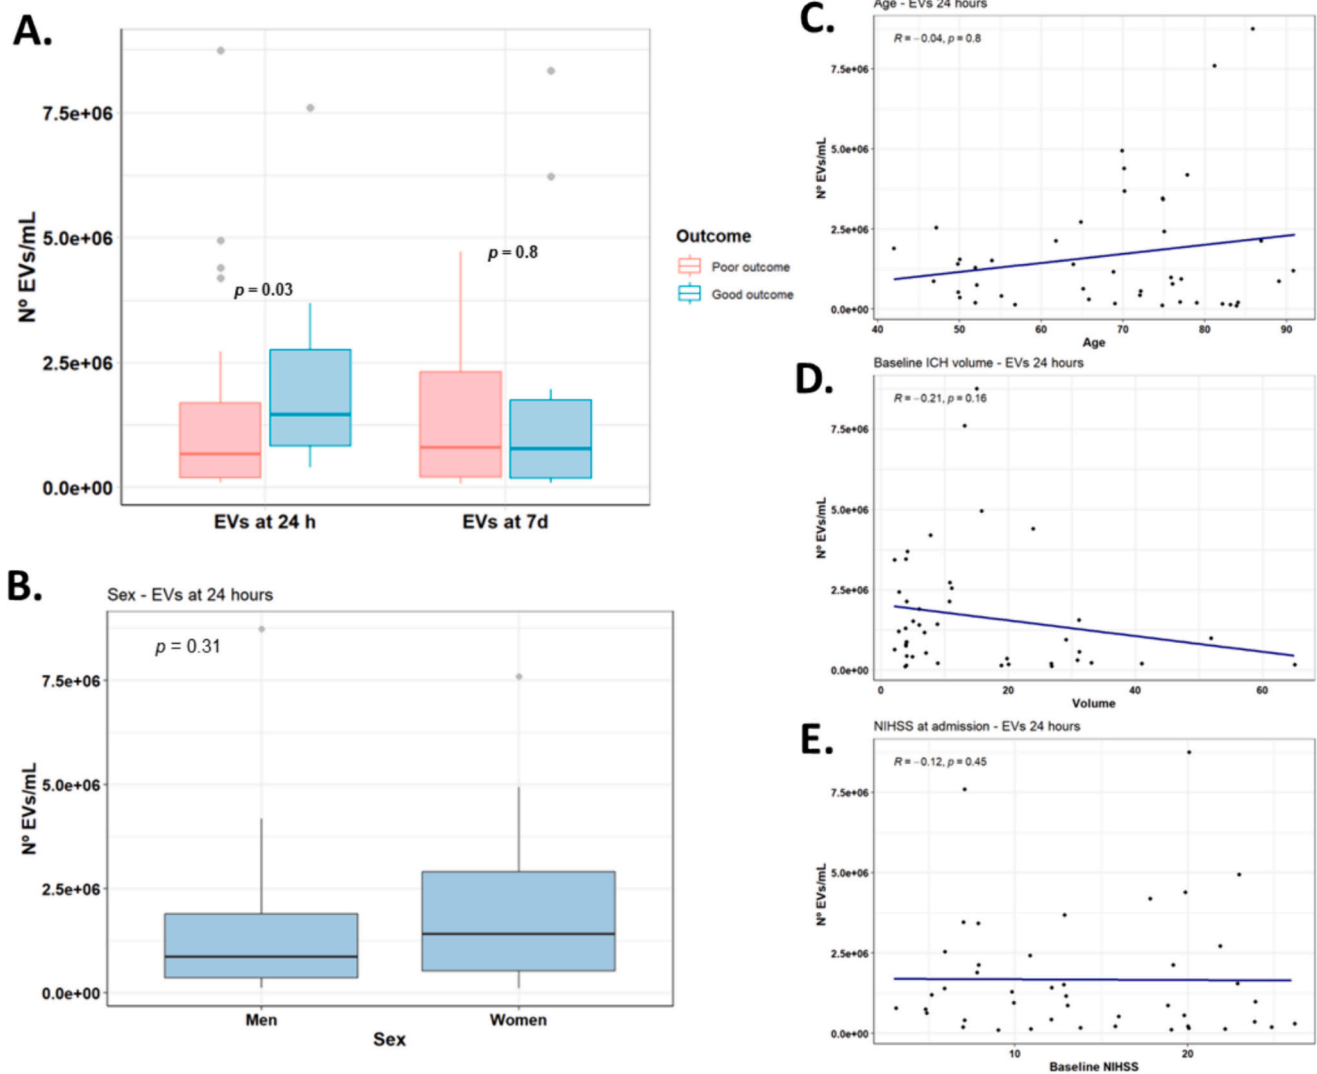 A.
Nº EVs/mL
7.5e+06
5.0e+06
2.5e+06
0.0e+00
p = 0.03
p = 0.8
EVs at 24 h
EVs at 7d
Outcome
Poor outcome
Good outcome
B.
Sex - EVs at 24 hours
p = 0.31
Nº EVs/mL
7.5e+06
5.0e+06
2.5e+06
0.0e+00
Men
Women
Sex
C.
Age - EVs 24 hours
R = −0.04, p = 0.8
Nº EVs/mL
7.5e+06
5.0e+06
2.5e+06
0.0e+00
40 50 60 70 80 90
Age
D.
Baseline ICH volume - EVs 24 hours
R = −0.21, p = 0.16
Nº EVs/mL
7.5e+06
5.0e+06
2.5e+06
0.0e+00
0 20 40 60
Volume
E.
NIHSS at admission - EVs 24 hours
R = −0.12, p = 0.45
Nº EVs/mL
7.5e+06
5.0e+06
2.5e+06
0.0e+00
10 20
Baseline NIHSS